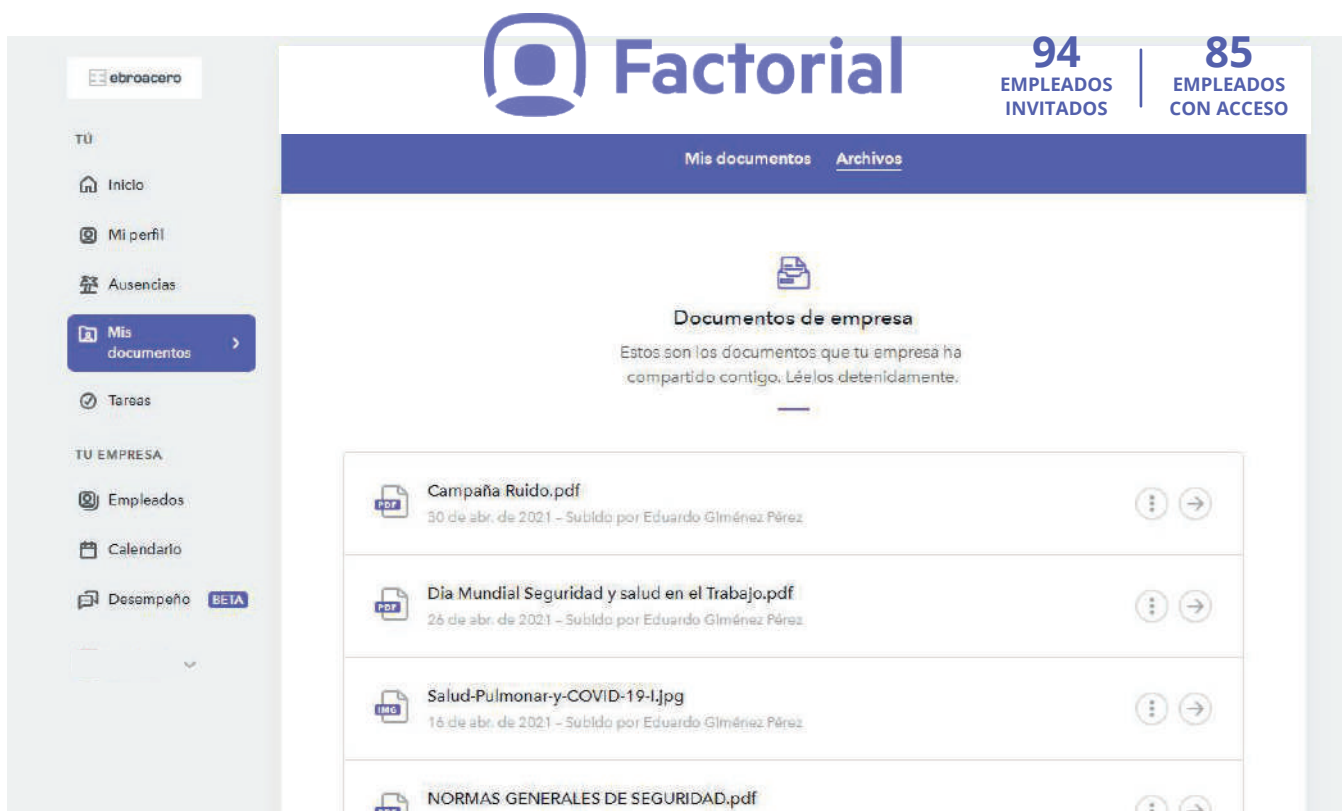 ebroacero
Factorial
94
EMPLEADOS
INVITADOS
85
EMPLEADOS
CON ACCESO
TÚ
Inicio
Mi perfil
Ausencias
Mis
documentos
Tareas
TU EMPRESA
Empleados
Calendario
Desempeño BETA
Mis documentos Archivos
Documentos de empresa
Estos son los documentos que tu empresa ha
compartido contigo. Léelos detenidamente.
PDF
Campaña Ruido.pdf
30 de abr. de 2021 – Subido por Eduardo Giménez Pérez
PDF
Dia Mundial Seguridad y salud en el Trabajo.pdf
26 de abr. de 2021 – Subido por Eduardo Giménez Pérez
IMG
Salud-Pulmonar-y-COVID-19-I.jpg
16 de abr. de 2021 – Subido por Eduardo Giménez Pérez
NORMAS GENERALES DE SEGURIDAD.pdf